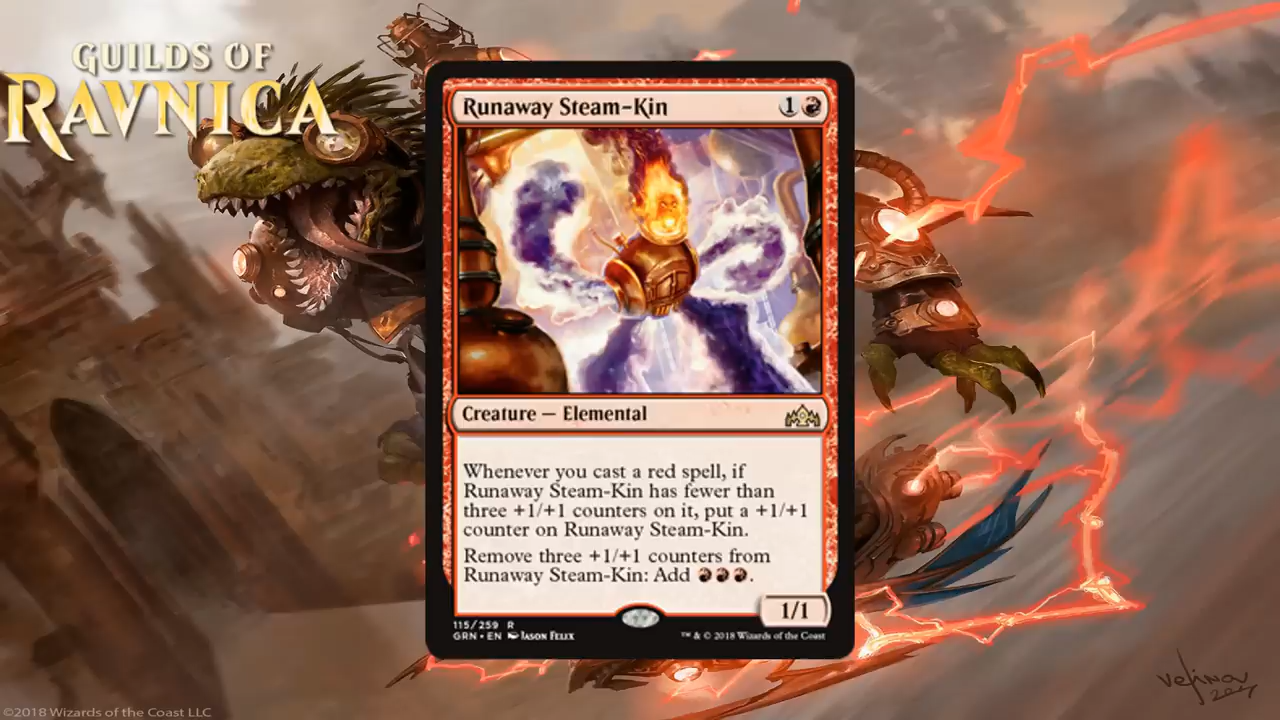 GUILDS OF
RAVNICA
Runaway Steam-Kin 1
Creature — Elemental
Whenever you cast a red spell, if
Runaway Steam-Kin has fewer than
three +1/+1 counters on it, put a +1/+1
counter on Runaway Steam-Kin.
Remove three +1/+1 counters from
Runaway Steam-Kin: Add
1/1
115/259 R
GRN • EN Jason Felix
™ & © 2018 Wizards of the Coast
©2018 Wizards of the Coast LLC